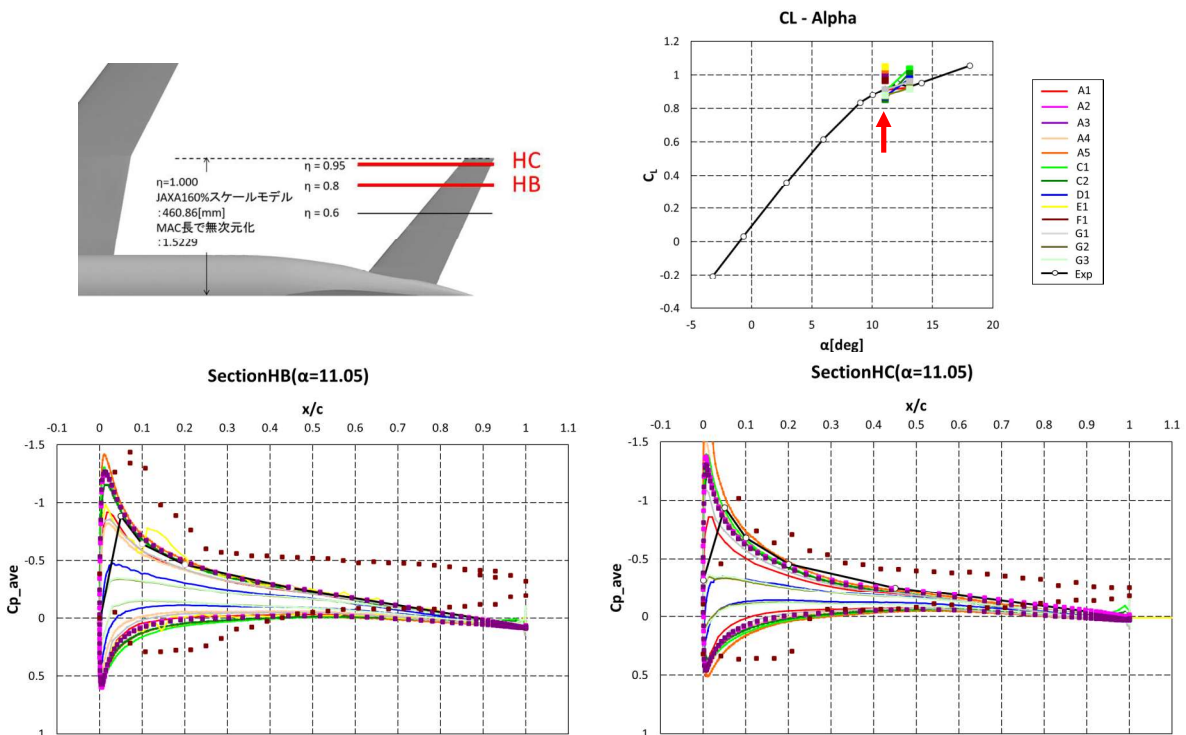 η = 0.95
HC
η=1.000
η = 0.8
HB
JAXA160%スケールモデル
:460.86[mm]
η = 0.6
MAC長で無次元化
:1.5229
CL - Alpha
1.2
1
0.8
0.6
0.4
0.2
0
-0.2
-0.4
CL
-5
0
5
10
15
20
α[deg]
A1
A2
A3
A4
A5
C1
C2
D1
E1
F1
G1
G2
G3
Exp
SectionHB(α=11.05)
x/c
-0.1
0
0.1
0.2
0.3
0.4
0.5
0.6
0.7
0.8
0.9
1
1.1
-1.5
-1
-0.5
0
0.5
1
Cp_ave
SectionHC(α=11.05)
x/c
-0.1
0
0.1
0.2
0.3
0.4
0.5
0.6
0.7
0.8
0.9
1
1.1
-1.5
-1
-0.5
0
0.5
1
Cp_ave